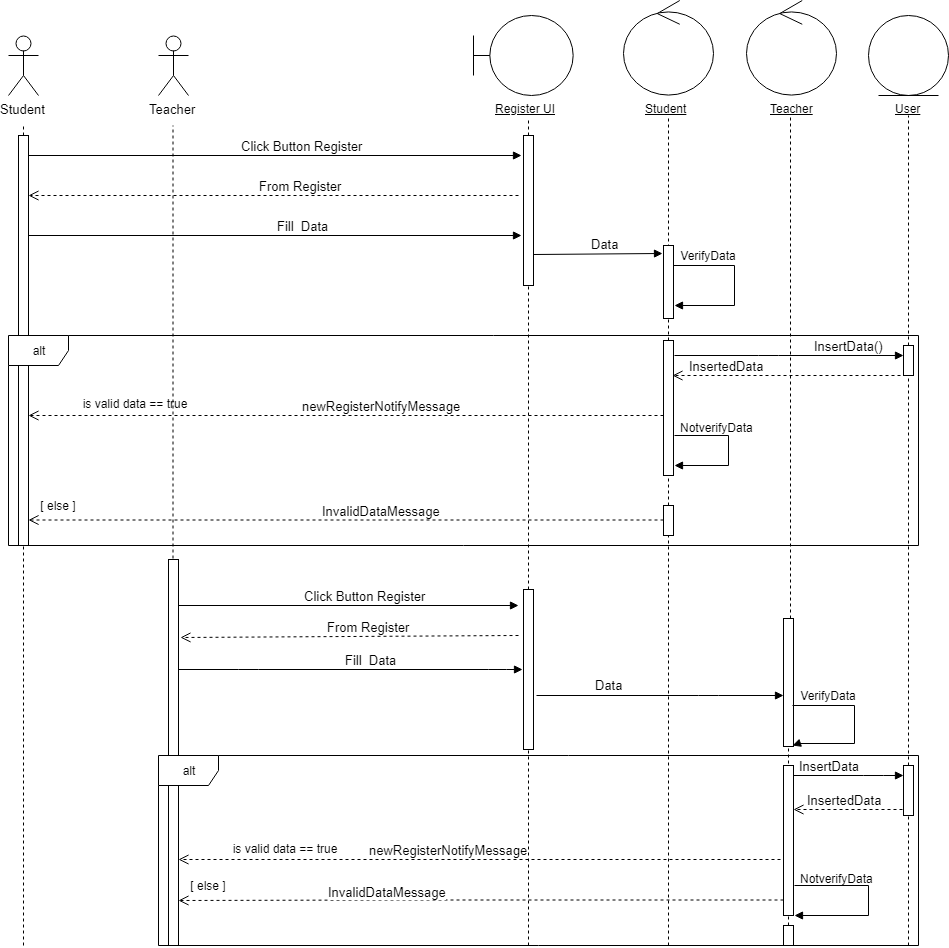 Student
Teacher
Register UI
Student
Teacher
User
Click Button Register
From Register
Fill  Data
Data
VerifyData
alt
InsertData()
InsertedData
is valid data == true
newRegisterNotifyMessage
NotverifyData
[ else ]
InvalidDataMessage
Click Button Register
From Register
Fill  Data
Data
VerifyData
alt
InsertData
InsertedData
is valid data == true
newRegisterNotifyMessage
NotverifyData
[ else ]
InvalidDataMessage